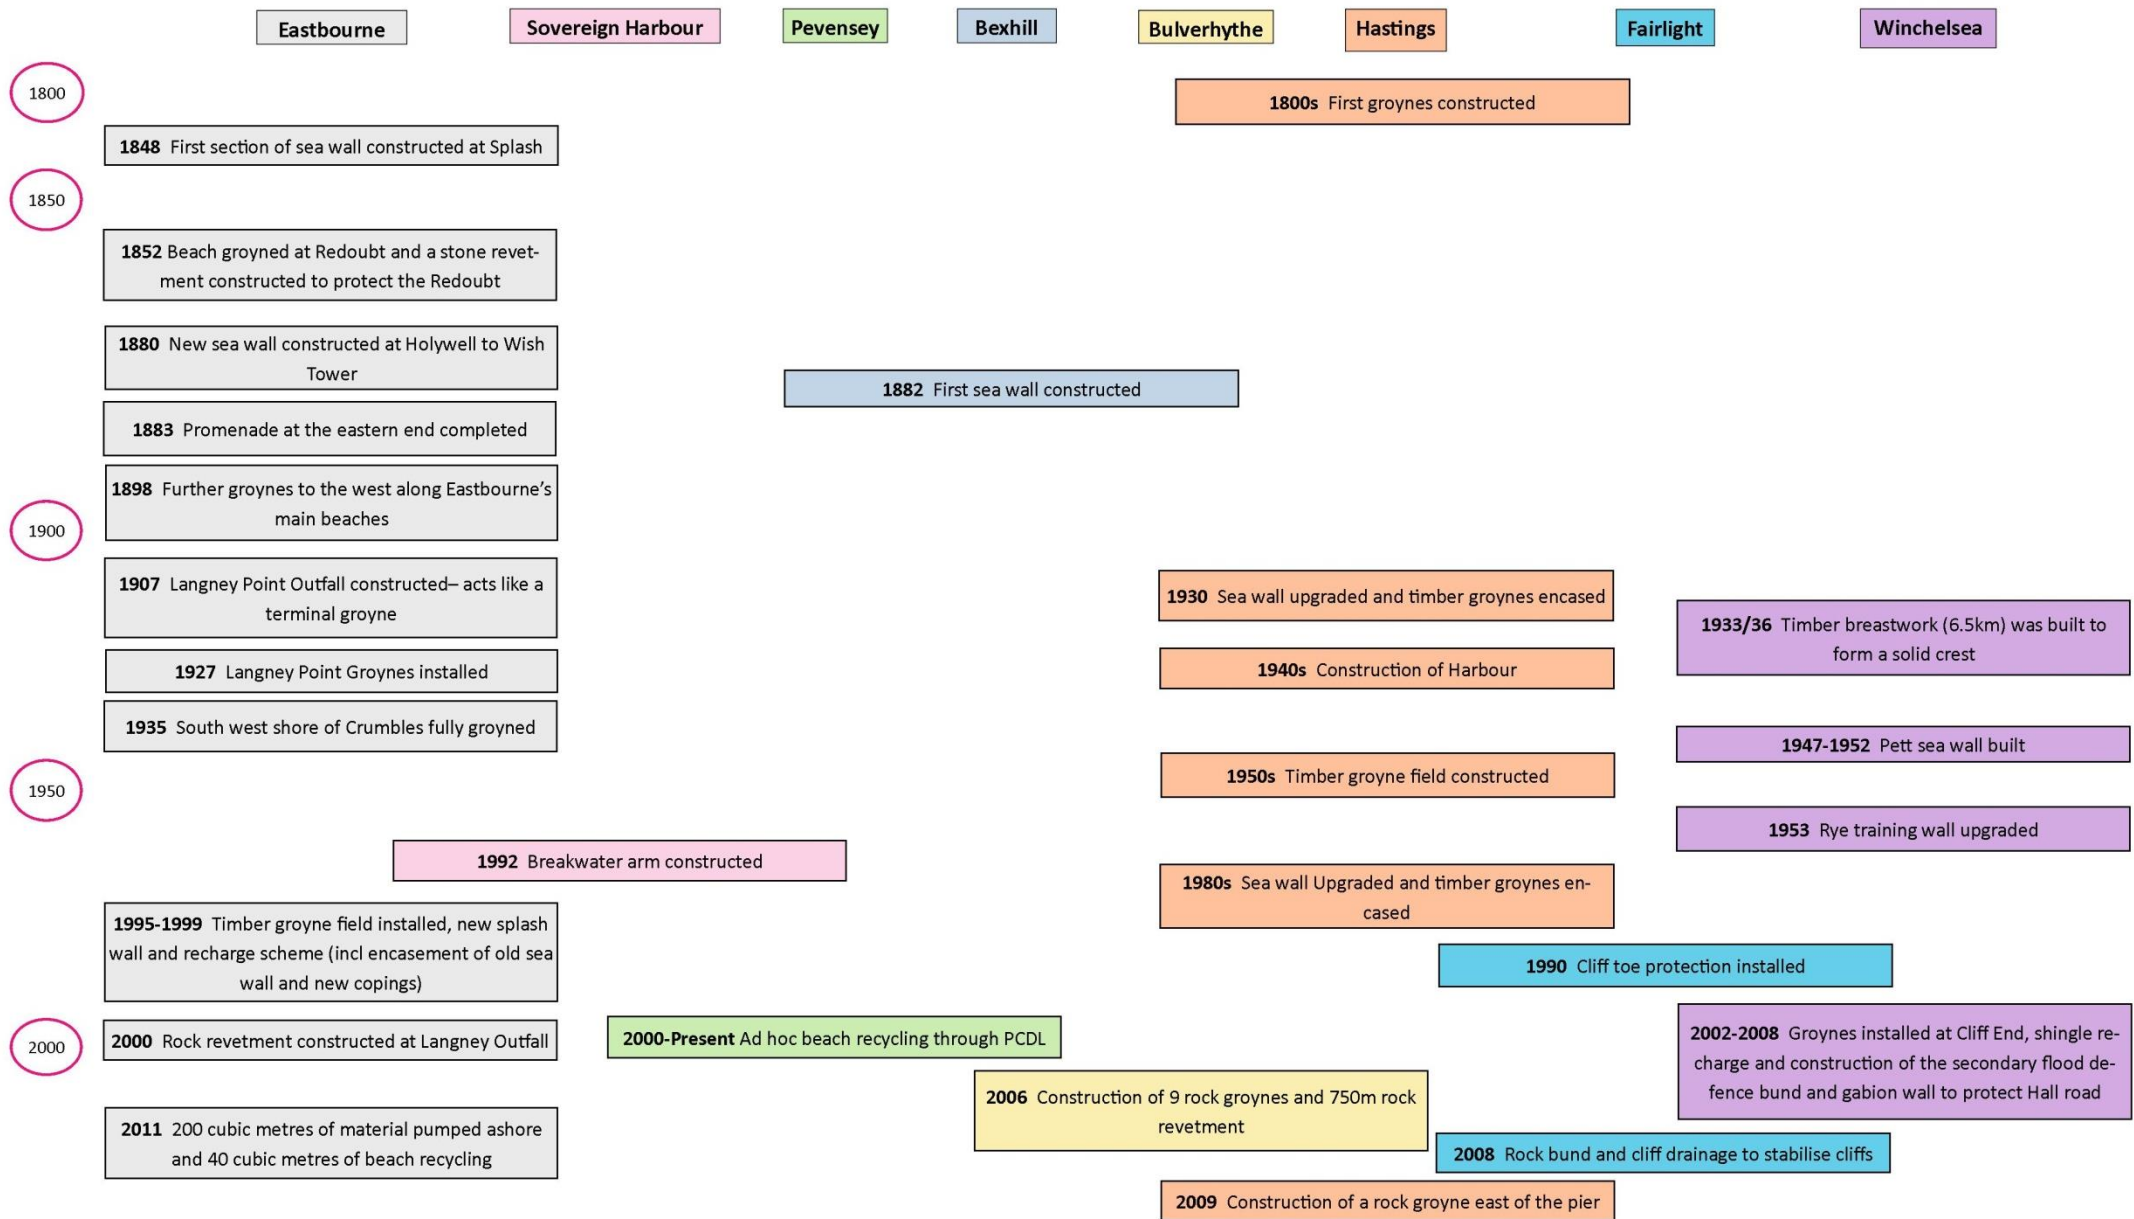 Eastbourne
Sovereign Harbour
Pevensey
Bexhill
Bulverhythe
Hastings
Fairlight
Winchelsea
1800
1800s First groynes constructed
1848 First section of sea wall constructed at Splash
1850
1852 Beach groyned at Redoubt and a stone revet-
ment constructed to protect the Redoubt
1880 New sea wall constructed at Holywell to Wish
Tower
1882 First sea wall constructed
1883 Promenade at the eastern end completed
1898 Further groynes to the west along Eastbourne's
main beaches
1900
1907 Langney Point Outfall constructed– acts like a
terminal groyne
1930 Sea wall upgraded and timber groynes encased
1933/36 Timber breastwork (6.5km) was built to
form a solid crest
1927 Langney Point Groynes installed
1940s Construction of Harbour
1935 South west shore of Crumbles fully groyned
1947-1952 Pett sea wall built
1950s Timber groyne field constructed
1950
1953 Rye training wall upgraded
1992 Breakwater arm constructed
1980s Sea wall Upgraded and timber groynes en-
cased
1995-1999 Timber groyne field installed, new splash
wall and recharge scheme (incl encasement of old sea
wall and new copings)
1990 Cliff toe protection installed
2000
2000 Rock revetment constructed at Langney Outfall
2000-Present Ad hoc beach recycling through PCDL
2002-2008 Groynes installed at Cliff End, shingle re-
charge and construction of the secondary flood de-
fence bund and gabion wall to protect Hall road
2006 Construction of 9 rock groynes and 750m rock
revetment
2011 200 cubic metres of material pumped ashore
and 40 cubic metres of beach recycling
2008 Rock bund and cliff drainage to stabilise cliffs
2009 Construction of a rock groyne east of the pier